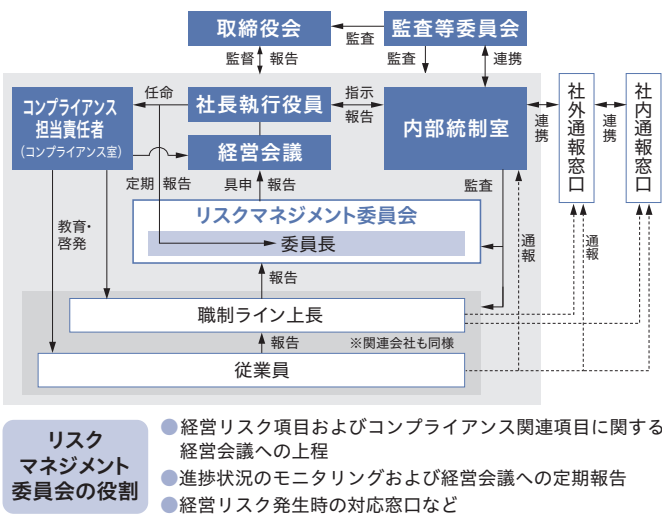 取締役会
監査
監査等委員会
監督
報告
監査
連携
コンプライアンス
担当責任者
(コンプライアンス室)
任命
社長執行役員
指示
報告
内部統制室
連携
社外通報窓口
連携
社内通報窓口
経営会議
定期
報告
具申
報告
監査
リスクマネジメント委員会
委員長
教育・
啓発
通報
通報
報告
職制ライン上長
報告
※関連会社も同様
従業員
リスク
マネジメント
委員会の役割
●経営リスク項目およびコンプライアンス関連項目に関する
経営会議への上程
●進捗状況のモニタリングおよび経営会議への定期報告
●経営リスク発生時の対応窓口など